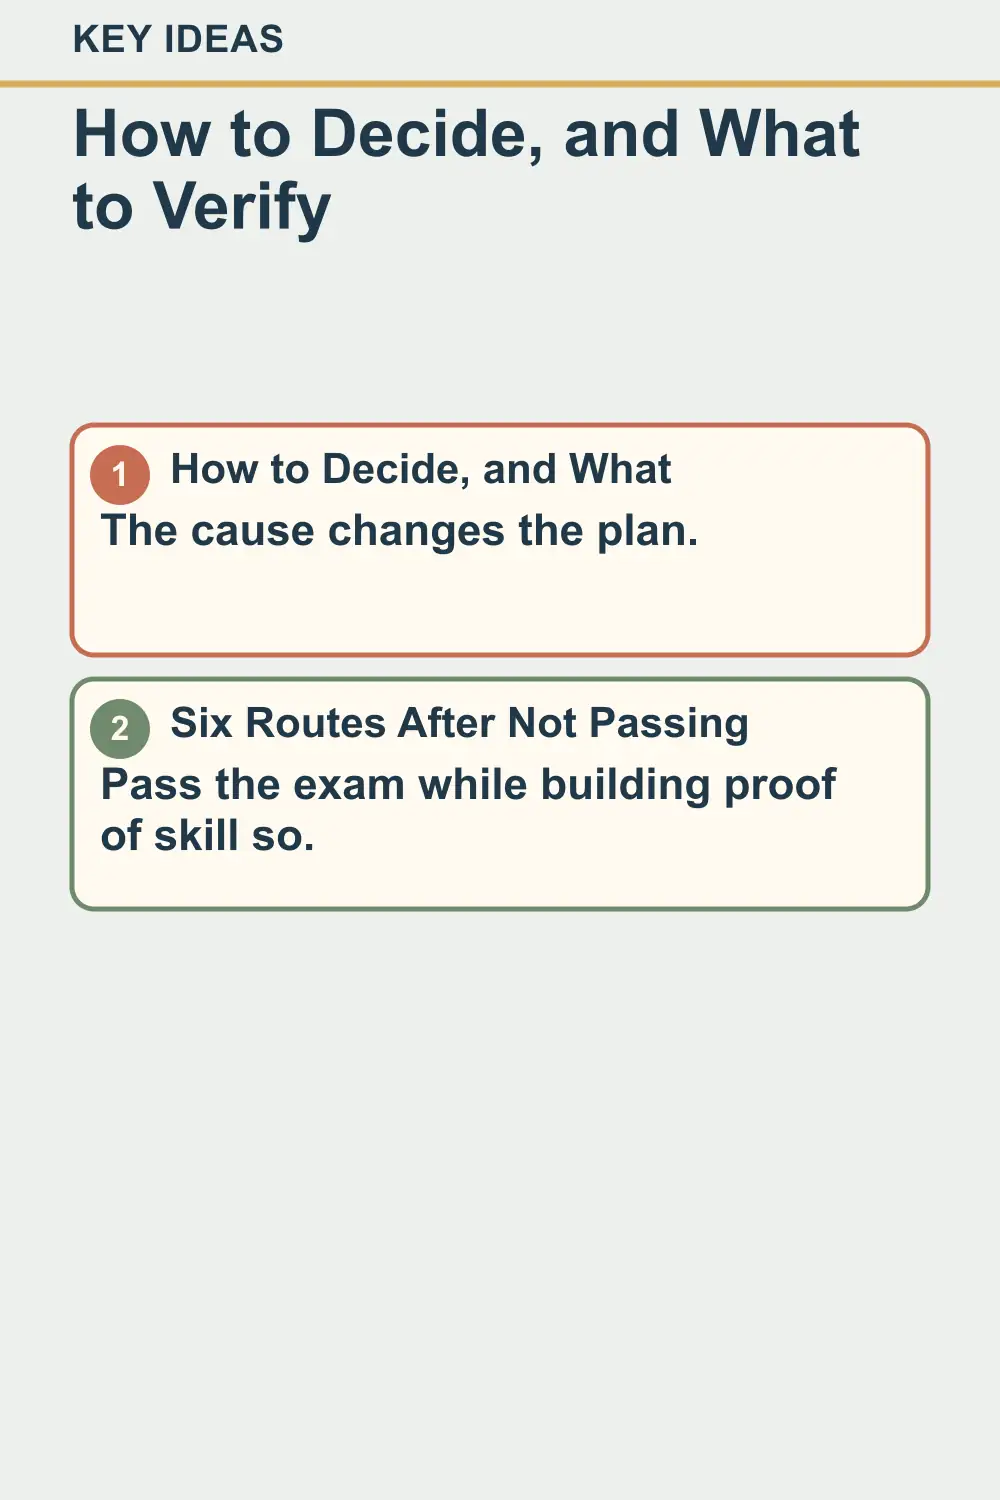 KEY IDEAS
How to Decide, and What
to Verify
1
How to Decide, and What
The cause changes the plan.
2
Six Routes After Not Passing
Pass the exam while building proof
of skill so.